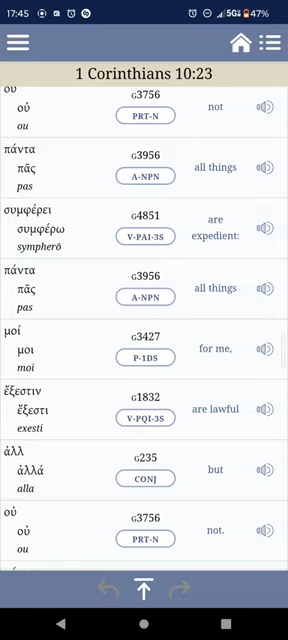 17:45 5G 47%
1 Corinthians 10:23
οὐ G3756 not
οὐ PRT-N
ou
πάντα G3956 all things
πᾶς A-NPN
pas
συμφέρει G4851 are
συμφέρω V-PAI-3S expedient:
sympherō
πάντα G3956 all things
πᾶς A-NPN
pas
μοί G3427 for me,
μοι P-1DS
moi
ἔξεστιν G1832 are lawful
ἔξεστι V-PQI-3S
exesti
ἀλλ G235 but
ἀλλά CONJ
alla
οὐ G3756 not.
οὐ PRT-N
ou